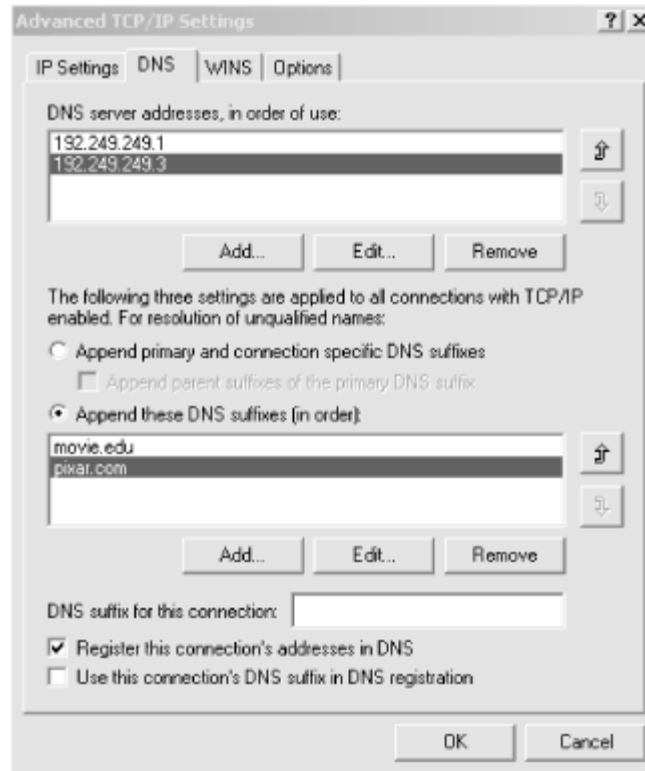 Advanced TCP/IP Settings ? X
IP Settings DNS WINS Options
DNS server addresses, in order of use:
192.249.249.1
192.249.249.3
Add... Edit... Remove
The following three settings are applied to all connections with TCP/IP
enabled. For resolution of unqualified names:
Append primary and connection specific DNS suffixes
Append parent suffixes of the primary DNS suffix
Append these DNS suffixes (in order):
movie.edu
pixar.com
Add... Edit... Remove
DNS suffix for this connection:
Register this connection's addresses in DNS
Use this connection's DNS suffix in DNS registration
OK Cancel